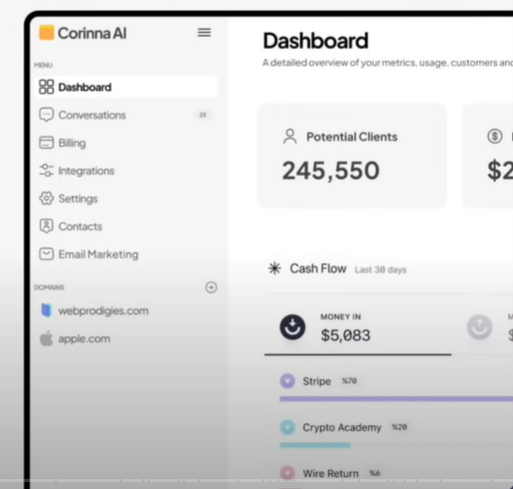 Corinna AI
MENU
Dashboard
Conversations
Billing
Integrations
Settings
Contacts
Email Marketing
DOMAINS
webprodigies.com
apple.com
Dashboard
A detailed overview of your metrics, usage, customers and
Potential Clients
245,550
$2
Cash Flow Last 30 days
MONEY IN
$5,083
Stripe %70
Crypto Academy %20
Wire Return %6